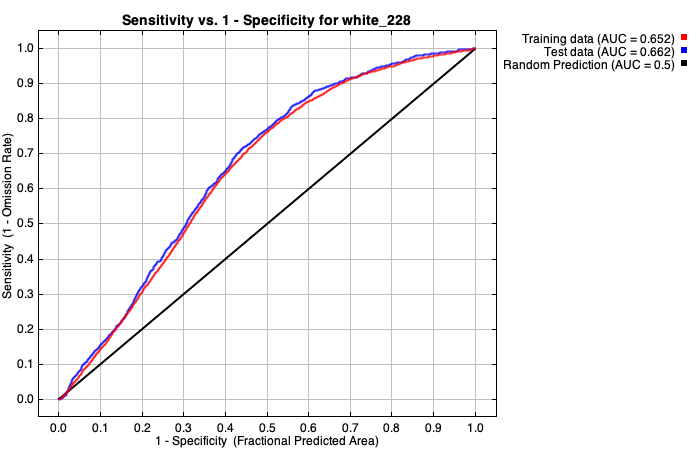 Sensitivity vs. 1 - Specificity for white_228
Training data (AUC = 0.652)
Test data (AUC = 0.662)
Random Prediction (AUC = 0.5)
Sensitivity (1 - Omission Rate)
1.0
0.9
0.8
0.7
0.6
0.5
0.4
0.3
0.2
0.1
0.0
0.0 0.1 0.2 0.3 0.4 0.5 0.6 0.7 0.8 0.9 1.0
1 - Specificity (Fractional Predicted Area)